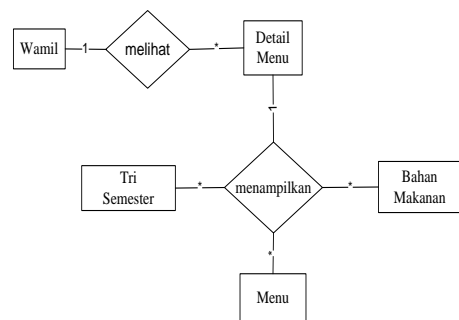 Wamil
1
melihat
*
Detail
Menu
1
Tri
Semester
*
menampilkan
*
Bahan
Makanan
*
Menu